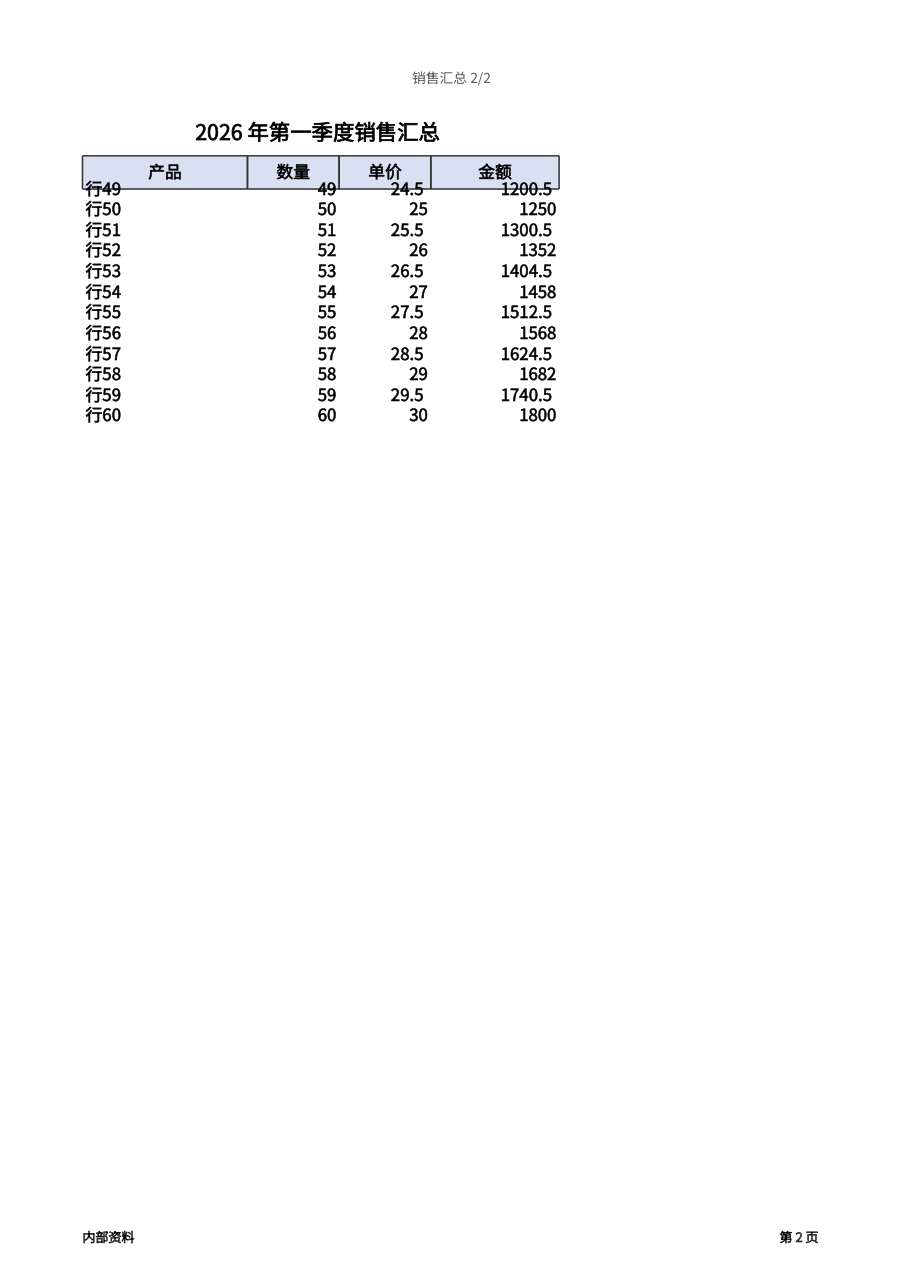 销售汇总 2/2
2026 年第一季度销售汇总
产品 数量 单价 金额
行49 49 24.5 1200.5
行50 50 25 1250
行51 51 25.5 1300.5
行52 52 26 1352
行53 53 26.5 1404.5
行54 54 27 1458
行55 55 27.5 1512.5
行56 56 28 1568
行57 57 28.5 1624.5
行58 58 29 1682
行59 59 29.5 1740.5
行60 60 30 1800
内部资料 第 2 页